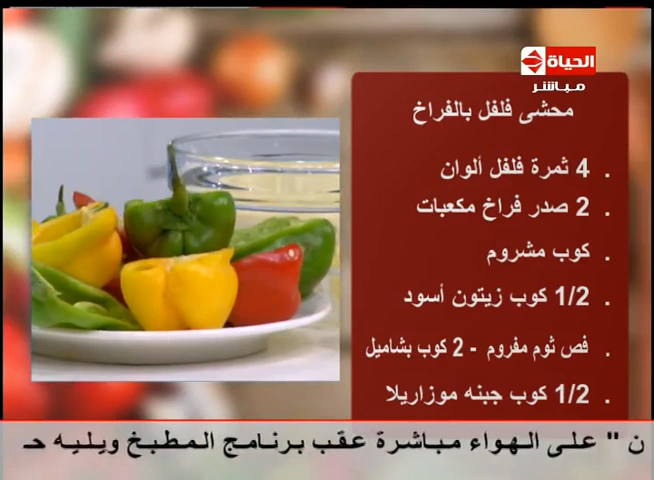 الحياة
مباشر
محشى فلفل بالفراخ
. 4 ثمرة فلفل ألوان
. 2 صدر فراخ مكعبات
. كوب مشروم
. 1/2 كوب زيتون أسود
. فص ثوم مفروم - 2 كوب بشاميل
. 1/2 كوب جبنه موزاريلا
ن " على الهواء مباشرة عقب برنامج المطبخ ويليه حـ